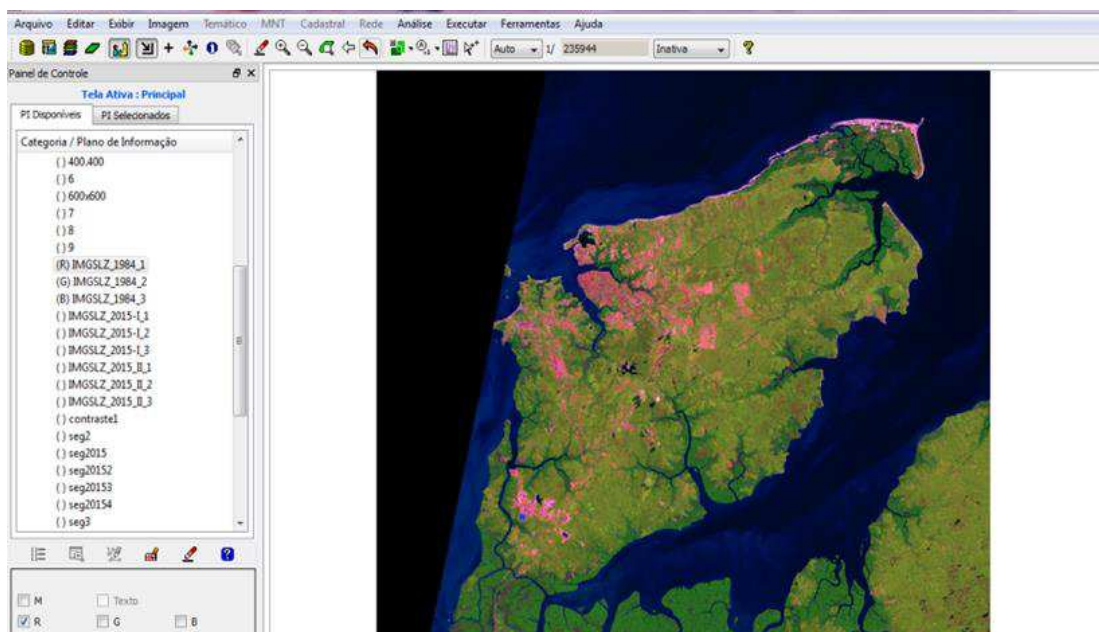 Arquivo Editar Exibir Imagem Temático MNT Cadastral Rede Análise Executar Ferramentas Ajuda
Auto 1/ 235944 Inativa
Painel de Controle
Tela Ativa : Principal
PI Disponíveis PI Selecionados
Categoria / Plano de Informação
( ) 400.400
( ) 6
( ) 600x600
( ) 7
( ) 8
( ) 9
(R) IMGSLZ_1984_1
(G) IMGSLZ_1984_2
(B) IMGSLZ_1984_3
( ) IMGSLZ_2015-I_1
( ) IMGSLZ_2015-I_2
( ) IMGSLZ_2015-I_3
( ) IMGSLZ_2015_II_1
( ) IMGSLZ_2015_II_2
( ) IMGSLZ_2015_II_3
( ) contraste1
( ) seg2
( ) seg2015
( ) seg20152
( ) seg20153
( ) seg20154
( ) seg3
M Texto
R G B